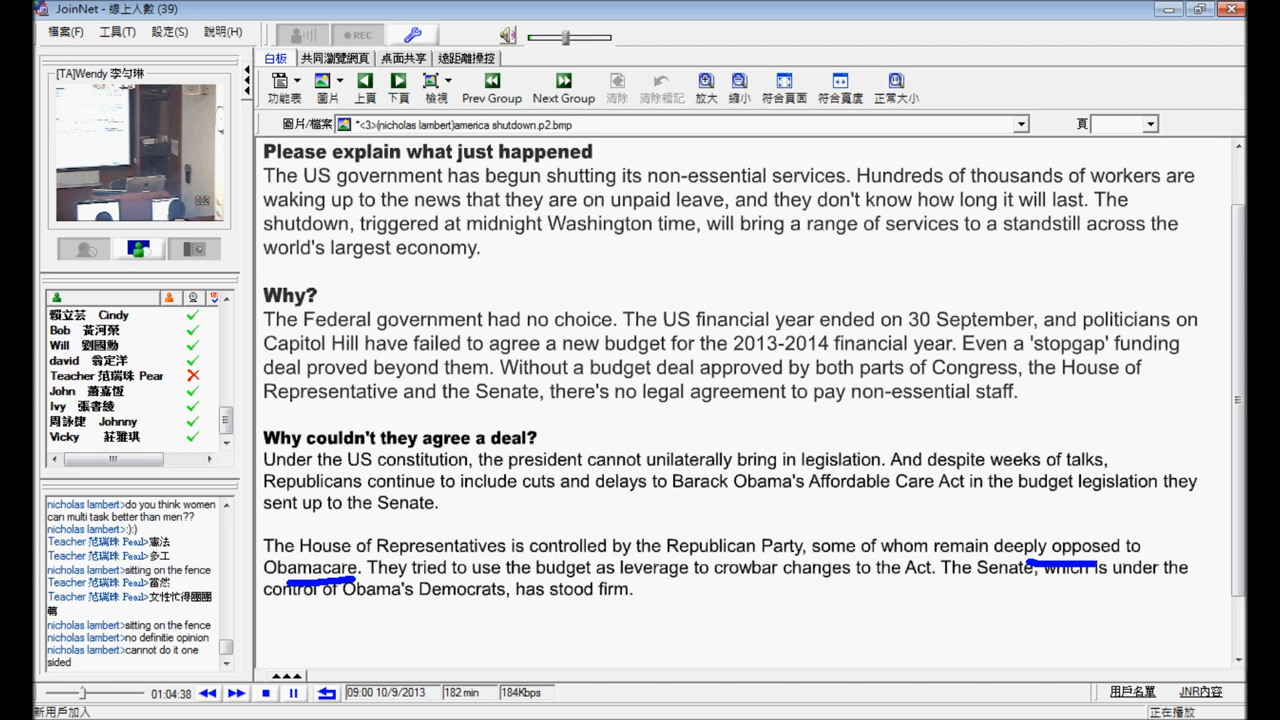 JoinNet - 線上人數 (39)
檔案(F) 工具(T) 設定(S) 說明(H)
REC
[TA]Wendy 李勻琳
白板 共同瀏覽網頁 桌面共享 遠距離操控
功能表 圖片 上頁 下頁 檢視 Prev Group Next Group 清除 清除標記 放大 縮小 符合頁面 符合寬度 正常大小
圖片/檔案 *<3>(nicholas lambert)america shutdown.p2.bmp 頁
賴立芸 Cindy
Bob 黃河榮
Will 劉國勳
david 翁定洋
Teacher 范瑞珠 Pear
John 蕭嘉恆
Ivy 張書綾
周詠捷 Johnny
Vicky 莊雅琪
nicholas lambert>do you think women
can multi task better than men??
nicholas lambert>:):)
Teacher 范瑞珠 Pearl>憲法
Teacher 范瑞珠 Pearl>多工
nicholas lambert>sitting on the fence
Teacher 范瑞珠 Pearl>當然
Teacher 范瑞珠 Pearl>女性忙得團團
轉
nicholas lambert>sitting on the fence
nicholas lambert>no definitie opinion
nicholas lambert>cannot do it one
sided
Please explain what just happened
The US government has begun shutting its non-essential services. Hundreds of thousands of workers are
waking up to the news that they are on unpaid leave, and they don't know how long it will last. The
shutdown, triggered at midnight Washington time, will bring a range of services to a standstill across the
world's largest economy.
Why?
The Federal government had no choice. The US financial year ended on 30 September, and politicians on
Capitol Hill have failed to agree a new budget for the 2013-2014 financial year. Even a 'stopgap' funding
deal proved beyond them. Without a budget deal approved by both parts of Congress, the House of
Representative and the Senate, there's no legal agreement to pay non-essential staff.
Why couldn't they agree a deal?
Under the US constitution, the president cannot unilaterally bring in legislation. And despite weeks of talks,
Republicans continue to include cuts and delays to Barack Obama's Affordable Care Act in the budget legislation they
sent up to the Senate.
The House of Representatives is controlled by the Republican Party, some of whom remain deeply opposed to
Obamacare. They tried to use the budget as leverage to crowbar changes to the Act. The Senate, which is under the
control of Obama's Democrats, has stood firm.
01:04:38 09:00 10/9/2013 182 min 184Kbps 用戶名單 JNR內容
新用戶加入 正在播放